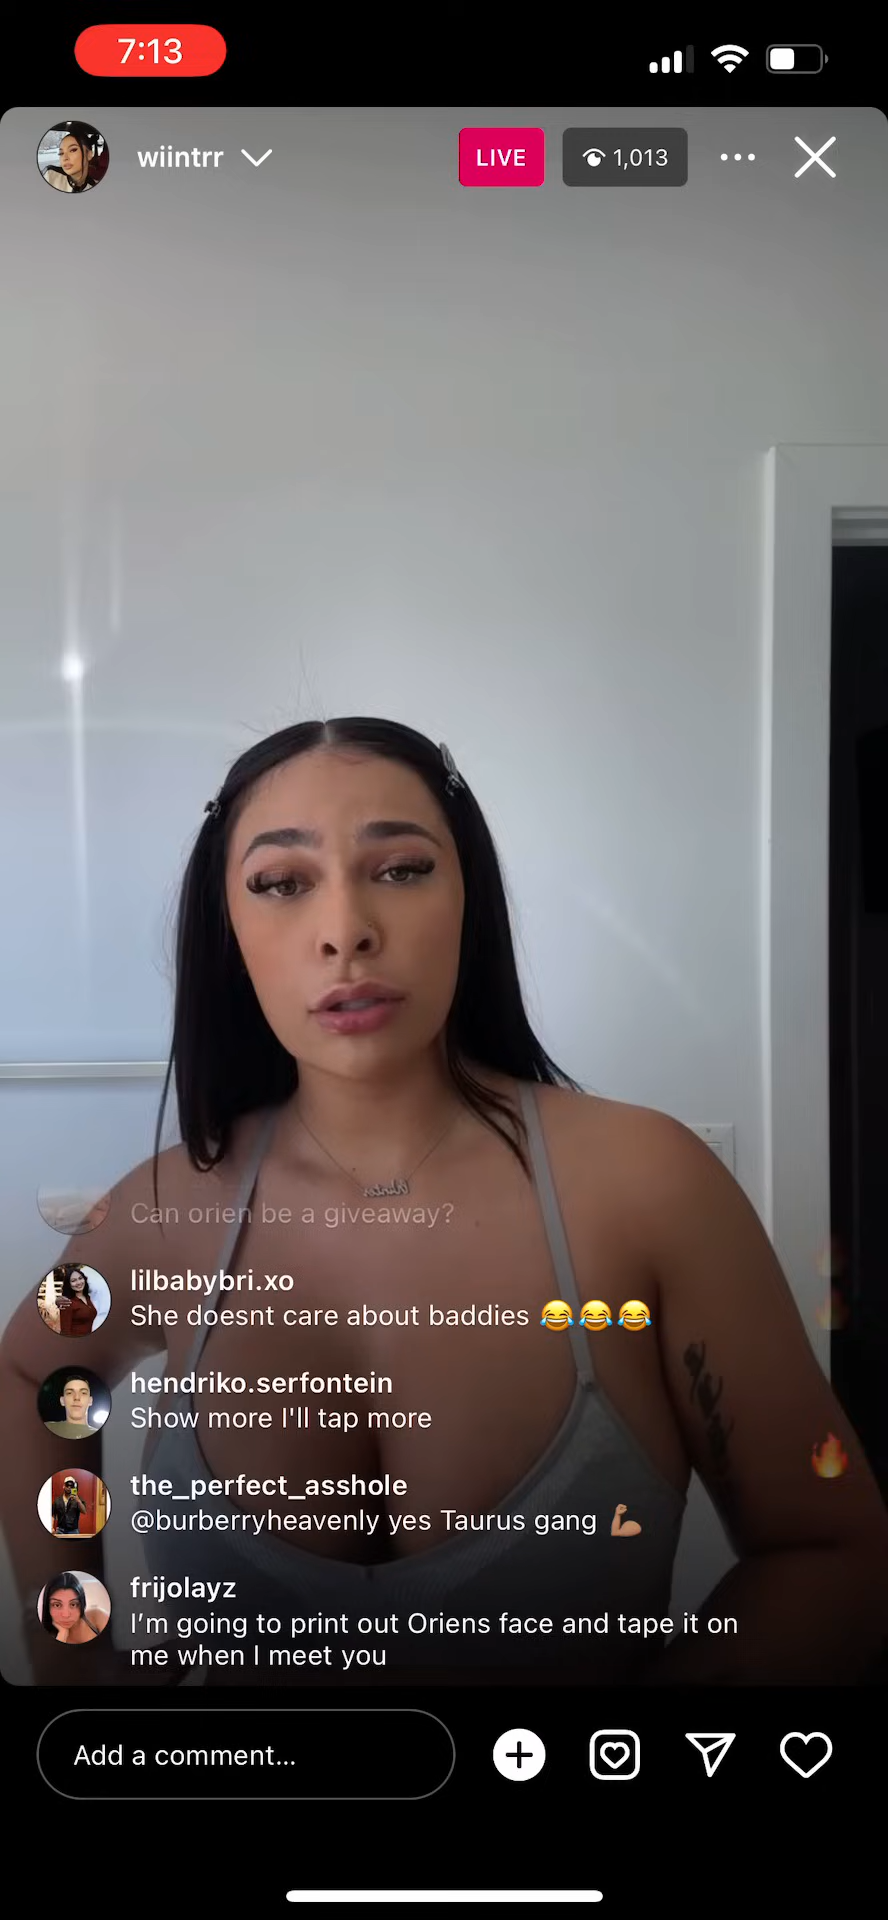 7:13
wiintrr
LIVE
1,013
Can orien be a giveaway?
lilbabybri.xo
She doesnt care about baddies 😂😂😂
hendriko.serfontein
Show more I'll tap more
the_perfect_asshole
@burberryheavenly yes Taurus gang 💪🏼
frijolayz
I’m going to print out Oriens face and tape it on
me when I meet you
Add a comment...